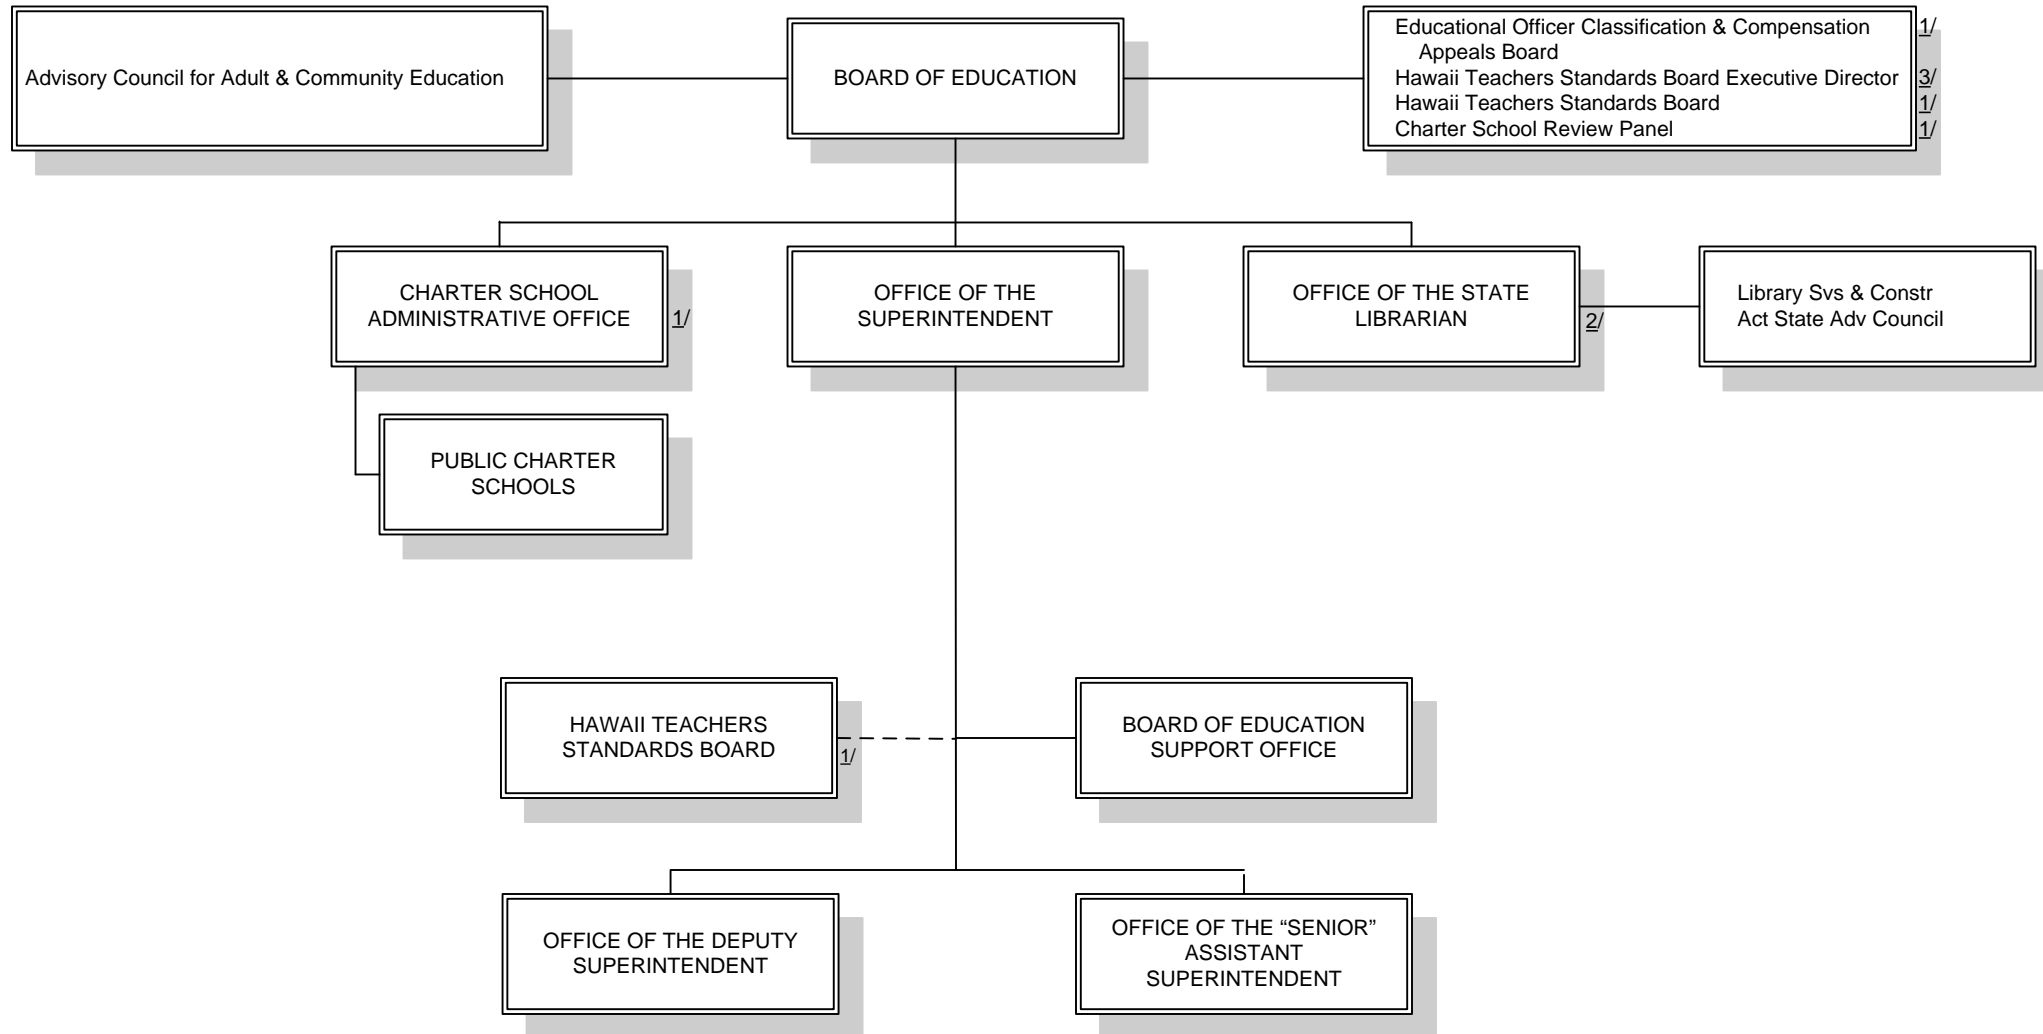 Advisory Council for Adult & Community Education
BOARD OF EDUCATION
Educational Officer Classification & Compensation 1/
Appeals Board
Hawaii Teachers Standards Board Executive Director 3/
Hawaii Teachers Standards Board 1/
Charter School Review Panel 1/
CHARTER SCHOOL
ADMINISTRATIVE OFFICE 1/
OFFICE OF THE
SUPERINTENDENT
OFFICE OF THE STATE
LIBRARIAN 2/
Library Svs & Constr
Act State Adv Council
PUBLIC CHARTER
SCHOOLS
HAWAII TEACHERS
STANDARDS BOARD 1/
BOARD OF EDUCATION
SUPPORT OFFICE
OFFICE OF THE DEPUTY
SUPERINTENDENT
OFFICE OF THE “SENIOR”
ASSISTANT
SUPERINTENDENT